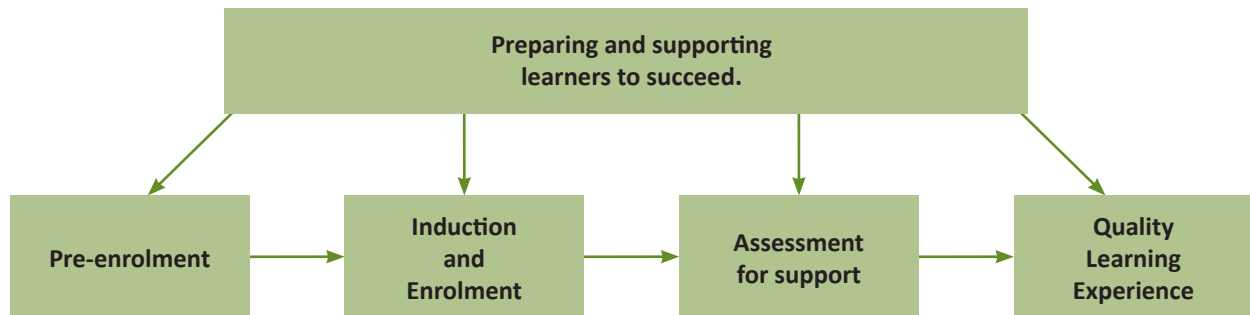 Preparing and supporting
learners to succeed.
Pre-enrolment
Induction
and
Enrolment
Assessment
for support
Quality
Learning
Experience